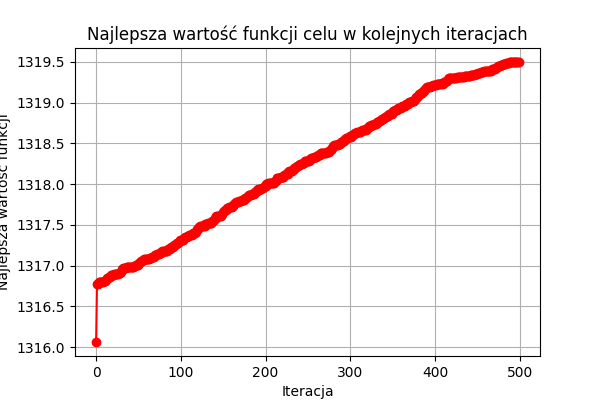 Najlepsza wartość funkcji celu w kolejnych iteracjach
Najlepsza wartość funkcji
1319.5
1319.0
1318.5
1318.0
1317.5
1317.0
1316.5
1316.0
0 100 200 300 400 500
Iteracja